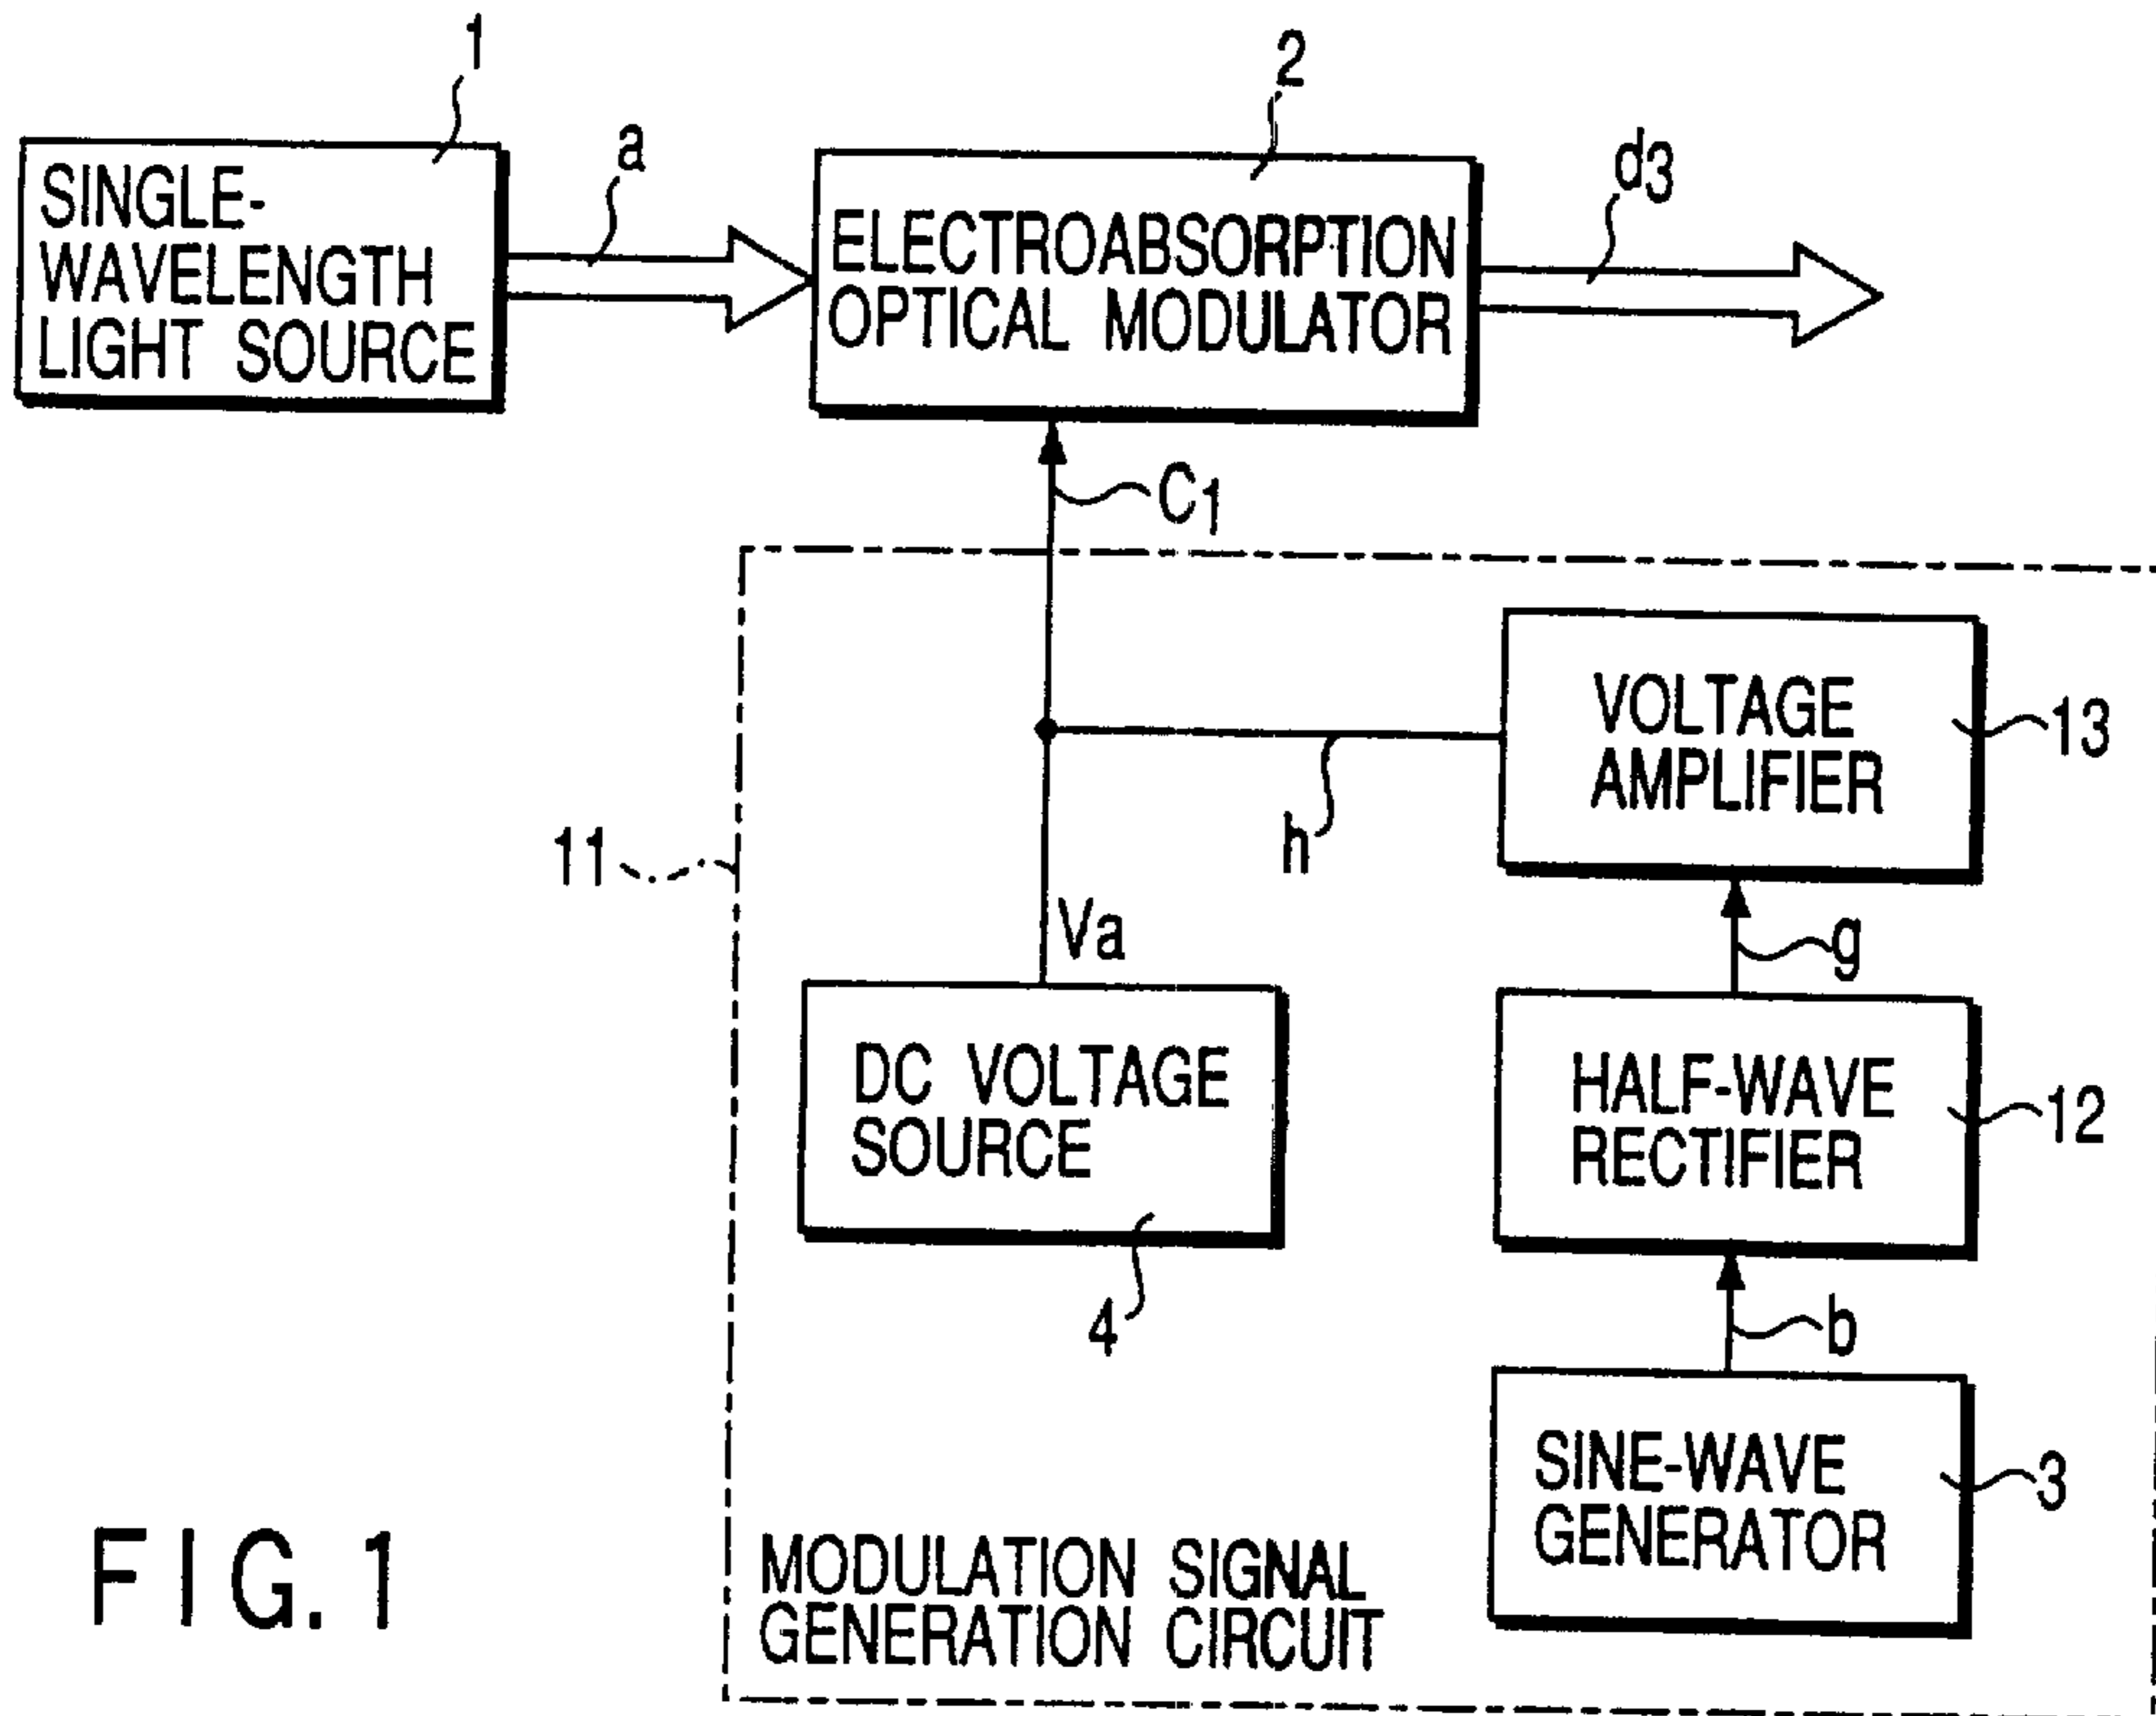 1
2
a
d3
SINGLE-
WAVELENGTH
LIGHT SOURCE
ELECTROABSORPTION
OPTICAL MODULATOR
C1
VOLTAGE
AMPLIFIER
13
h
11
Va
g
DC VOLTAGE
SOURCE
HALF-WAVE
RECTIFIER
12
4
b
SINE-WAVE
GENERATOR
3
MODULATION SIGNAL
GENERATION CIRCUIT
FIG. 1